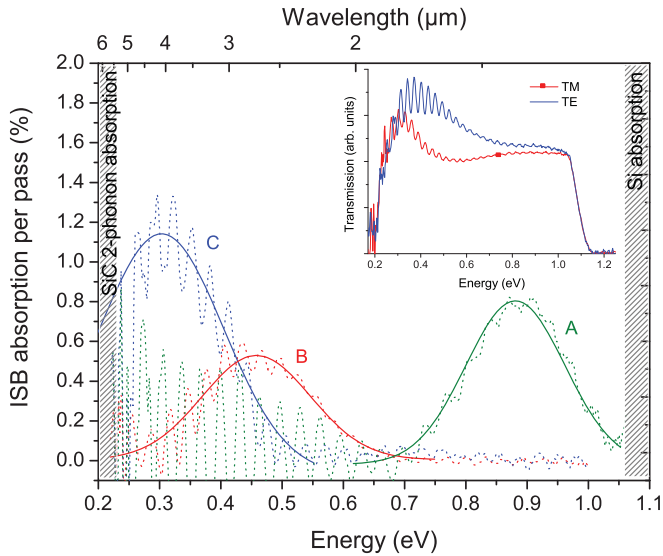 Wavelength (µm)
6 5 4 3 2
ISB absorption per pass (%)
2.0
1.8
1.6
1.4
1.2
1.0
0.8
0.6
0.4
0.2
0.0
SiC 2-phonon absorption
Si absorption
C
B
A
Transmission (arb. units)
TM
TE
0.2 0.4 0.6 0.8 1.0 1.2
Energy (eV)
0.2 0.3 0.4 0.5 0.6 0.7 0.8 0.9 1.0 1.1
Energy (eV)